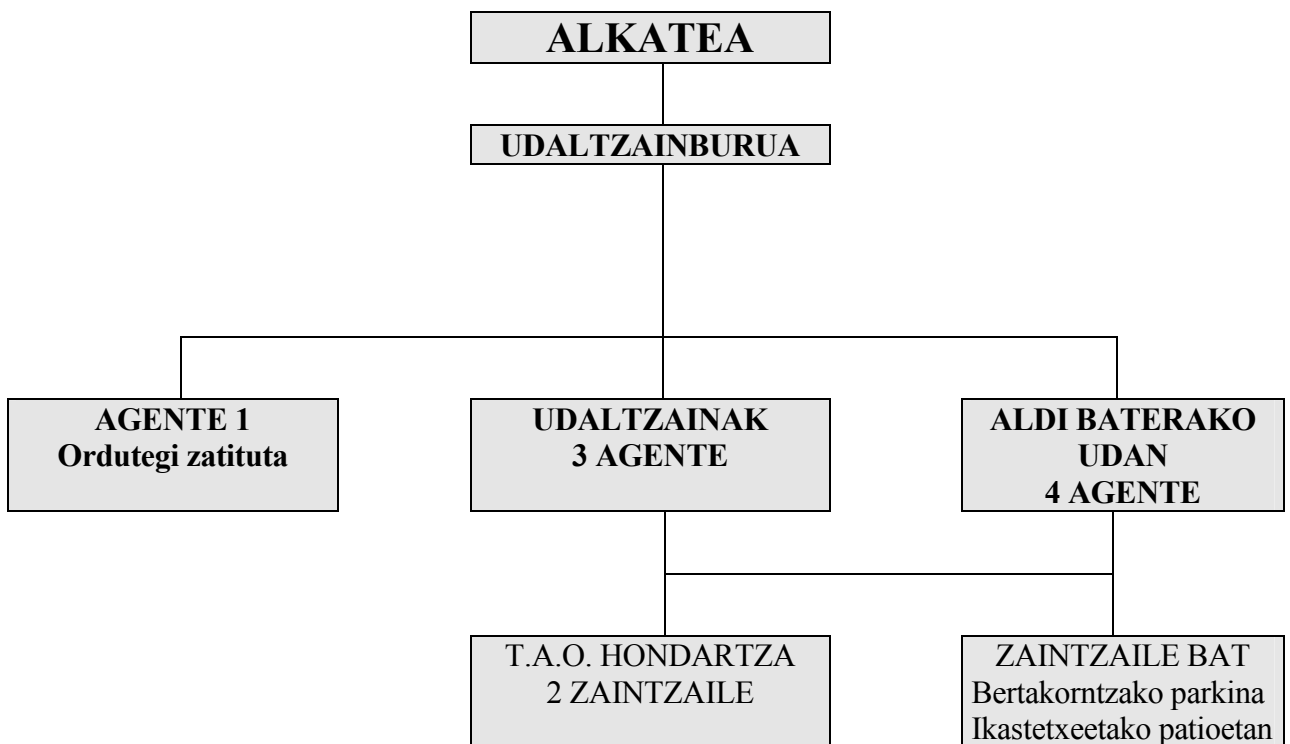 ALKATEA
UDALTZAINBURUA
AGENTE 1
Ordutegi zatituta
UDALTZAINAK
3 AGENTE
ALDI BATERAKO
UDAN
4 AGENTE
T.A.O. HONDARTZA
2 ZAINTZAILE
ZAINTZAILE BAT
Bertakorntzako parkina
Ikastetxeetako patioetan